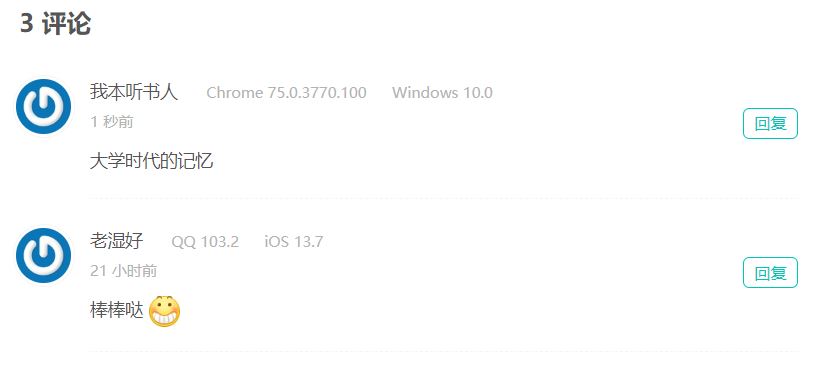 3 评论
我本听书人 Chrome 75.0.3770.100 Windows 10.0
1 秒前
回复
大学时代的记忆
老湿好 QQ 103.2 iOS 13.7
21 小时前
回复
棒棒哒